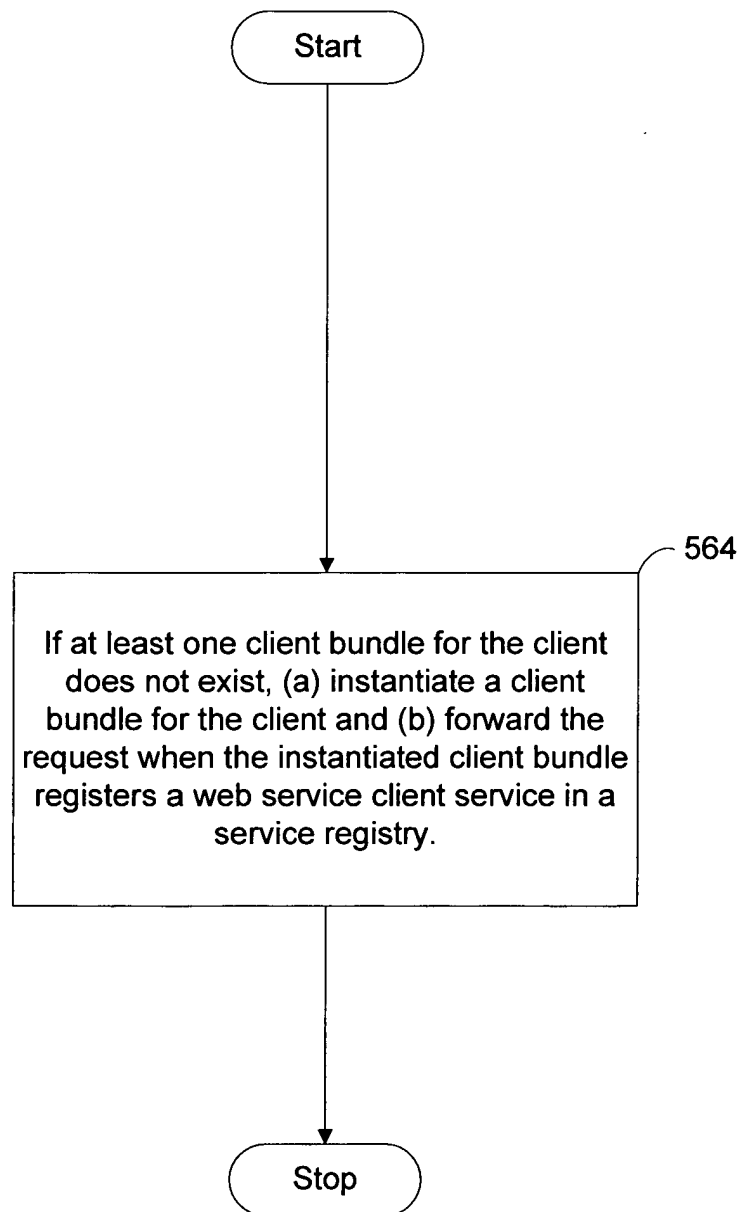 Start
564
If at least one client bundle for the client
does not exist, (a) instantiate a client
bundle for the client and (b) forward the
request when the instantiated client bundle
registers a web service client service in a
service registry.
Stop